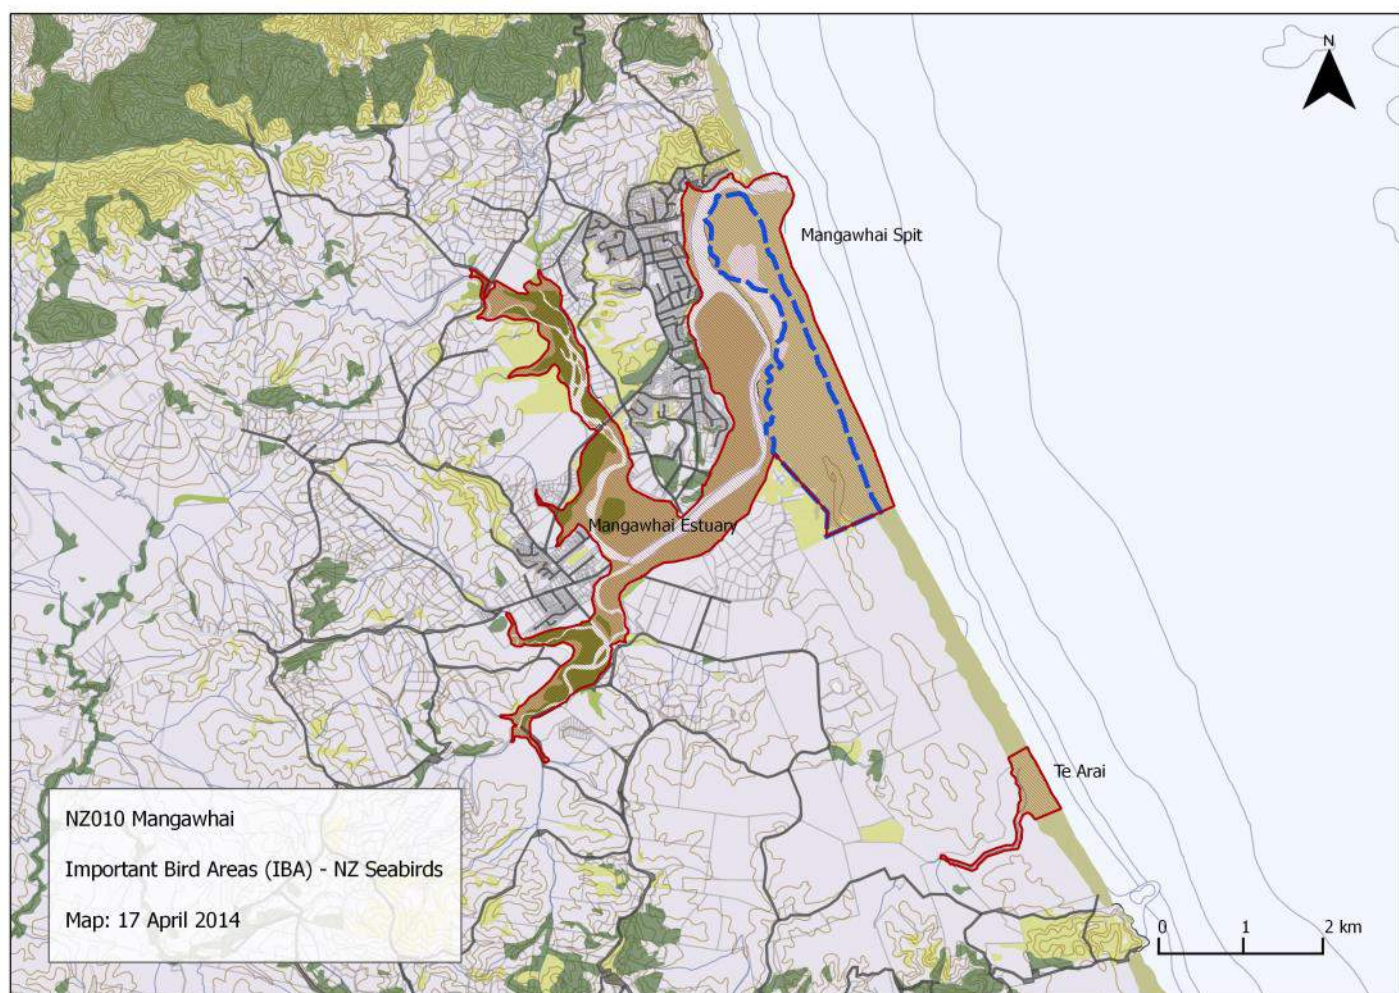 N
Mangawhai Spit
Mangawhai Estuary
Te Arai
NZ010 Mangawhai
Important Bird Areas (IBA) - NZ Seabirds
Map: 17 April 2014
0 1 2 km